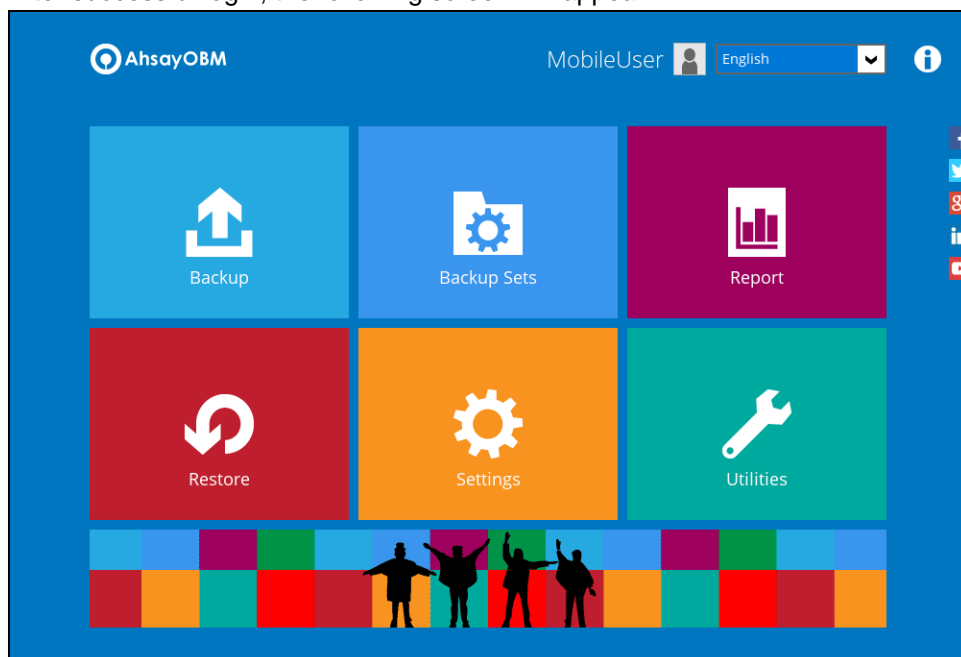 AhsayOBM
MobileUser
English
Backup
Backup Sets
Report
Restore
Settings
Utilities